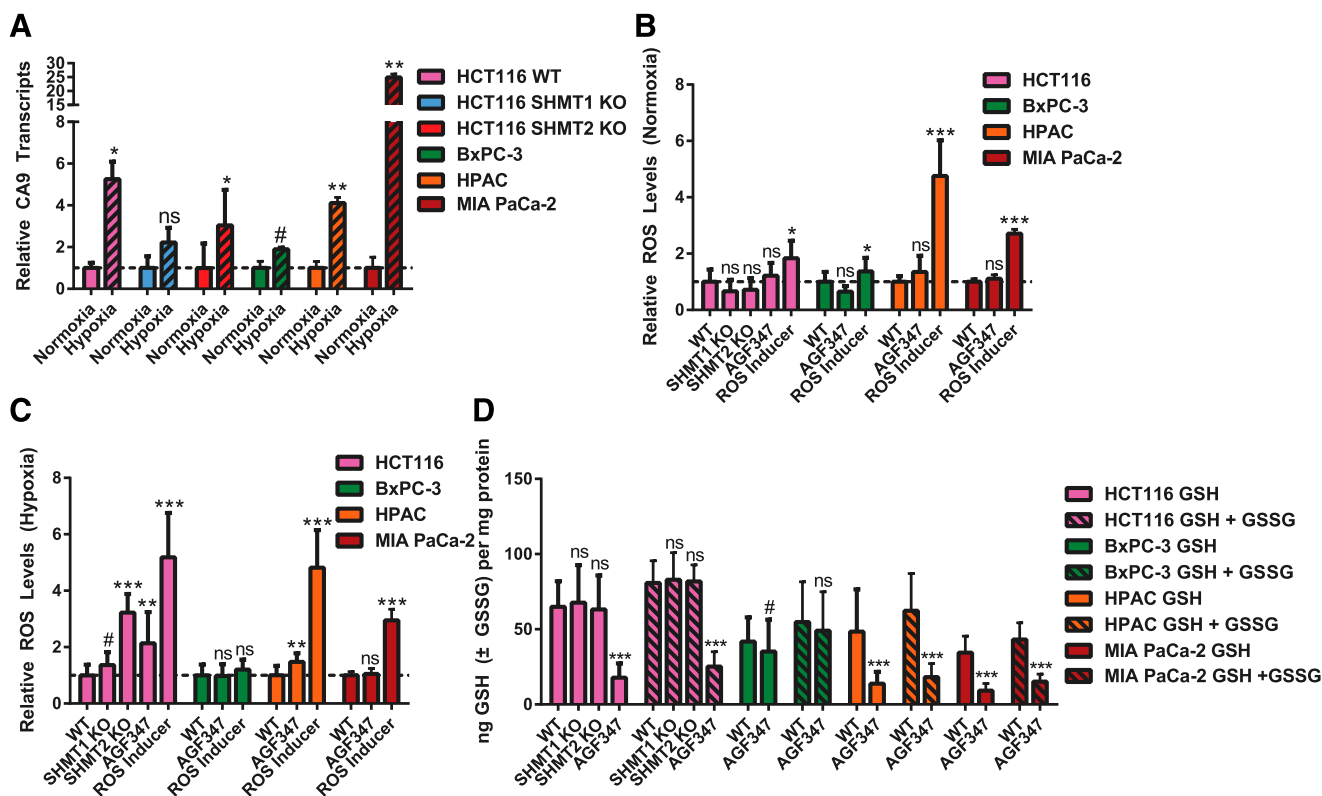 A
Relative CA9 Transcripts
30
25
20
15
8
6
4
2
0
*
ns
*
#
**
**
Normoxia
Hypoxia
Normoxia
Hypoxia
Normoxia
Hypoxia
Normoxia
Hypoxia
Normoxia
Hypoxia
Normoxia
Hypoxia
HCT116 WT
HCT116 SHMT1 KO
HCT116 SHMT2 KO
BxPC-3
HPAC
MIA PaCa-2
B
Relative ROS Levels (Normoxia)
8
6
4
2
0
ns
ns
ns
*
ns
*
ns
***
ns
***
WT
SHMT1 KO
SHMT2 KO
AGF347
ROS Inducer
WT
AGF347
ROS Inducer
WT
AGF347
ROS Inducer
WT
AGF347
ROS Inducer
HCT116
BxPC-3
HPAC
MIA PaCa-2
C
Relative ROS Levels (Hypoxia)
8
6
4
2
0
#
***
**
***
ns
ns
**
***
ns
***
WT
SHMT1 KO
SHMT2 KO
AGF347
ROS Inducer
WT
AGF347
ROS Inducer
WT
AGF347
ROS Inducer
WT
AGF347
ROS Inducer
HCT116
BxPC-3
HPAC
MIA PaCa-2
D
ng GSH (± GSSG) per mg protein
150
100
50
0
ns
ns
***
ns
ns
***
#
ns
***
***
***
***
WT
SHMT1 KO
SHMT2 KO
AGF347
WT
SHMT1 KO
SHMT2 KO
AGF347
WT
AGF347
WT
AGF347
WT
AGF347
WT
AGF347
WT
AGF347
WT
AGF347
HCT116 GSH
HCT116 GSH + GSSG
BxPC-3 GSH
BxPC-3 GSH + GSSG
HPAC GSH
HPAC GSH + GSSG
MIA PaCa-2 GSH
MIA PaCa-2 GSH +GSSG